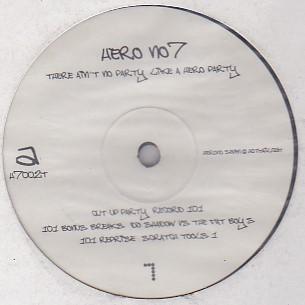 HERO NO7
THERE AIN'T NO PARTY LIKE A HERO PARTY
a
H7002T
CUT UP PARTY RECORD 101
101 BONUS BREAKS DJ SHADOW VS THE FAT BOYS
101 REPRISE SCRATCH TOOLS 1
7